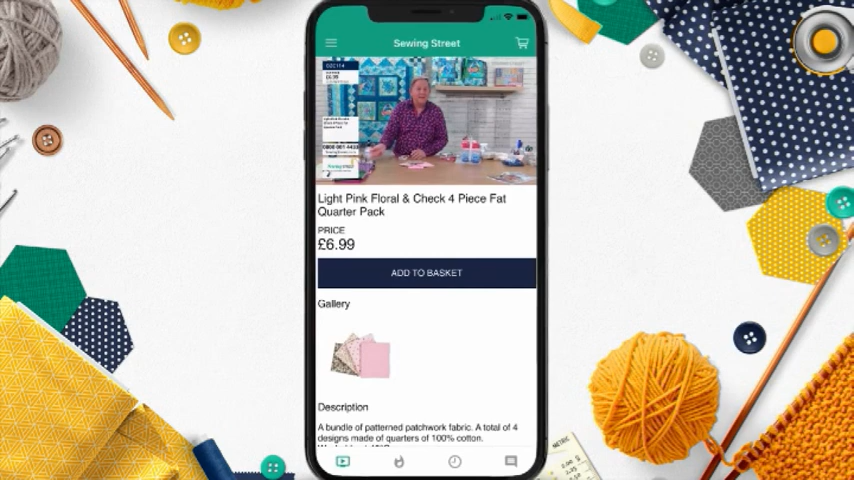 Sewing Street
Light Pink Floral & Check 4 Piece Fat
Quarter Pack
PRICE
£6.99
ADD TO BASKET
Gallery
Description
A bundle of patterned patchwork fabric. A total of 4
designs made of quarters of 100% cotton.
METRIC